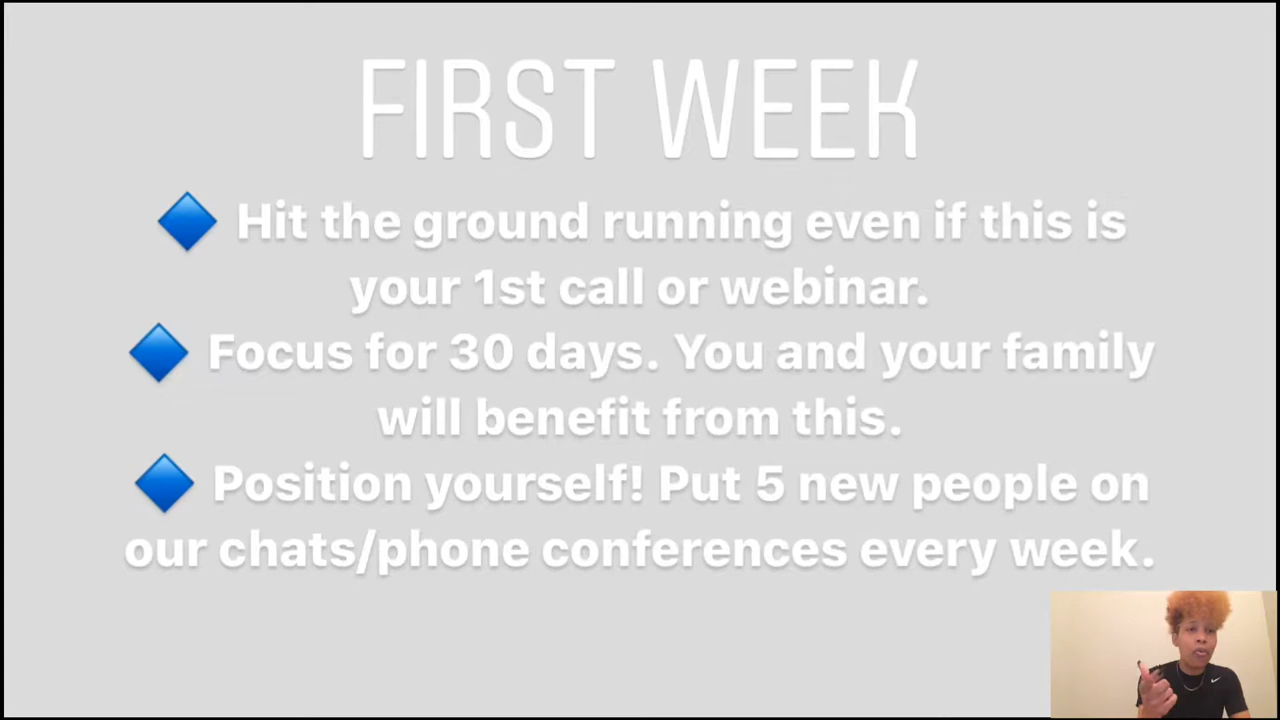 FIRST WEEK
🔷 Hit the ground running even if this is
your 1st call or webinar.
🔷 Focus for 30 days. You and your family
will benefit from this.
🔷 Position yourself! Put 5 new people on
our chats/phone conferences every week.